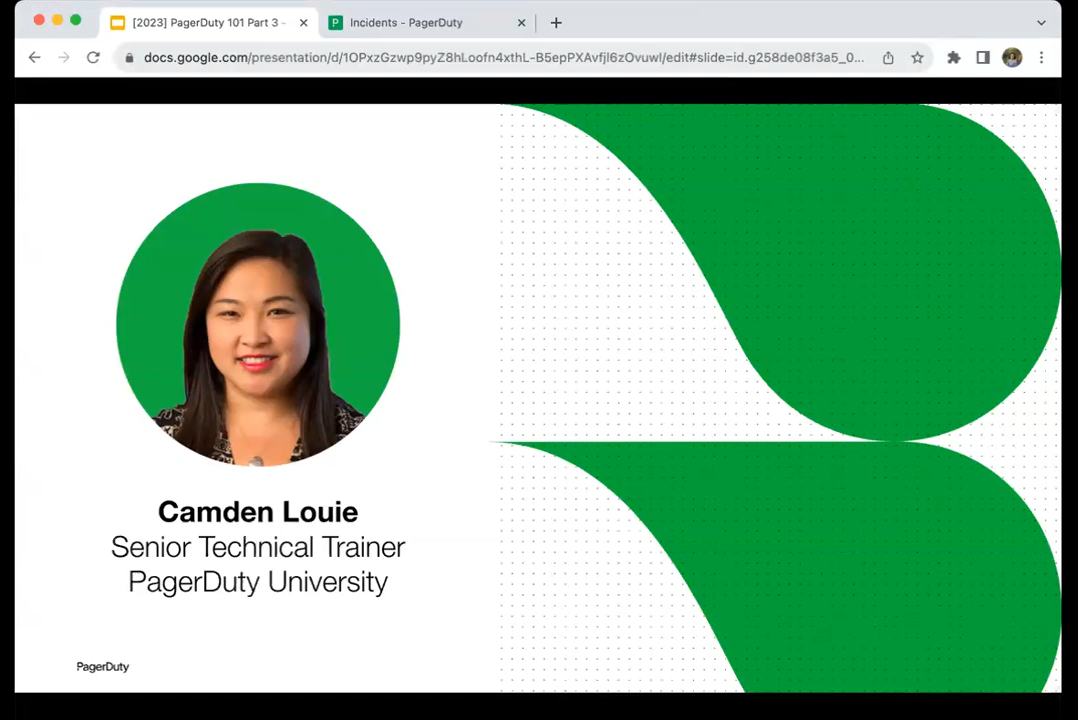 [2023] PagerDuty 101 Part 3 -
P Incidents - PagerDuty
docs.google.com/presentation/d/1OPxzGzwp9pyZ8hLoofn4xthL-B5epPXAvfjl6zOvuwI/edit#slide=id.g258de08f3a5_0...
Camden Louie
Senior Technical Trainer
PagerDuty University
PagerDuty